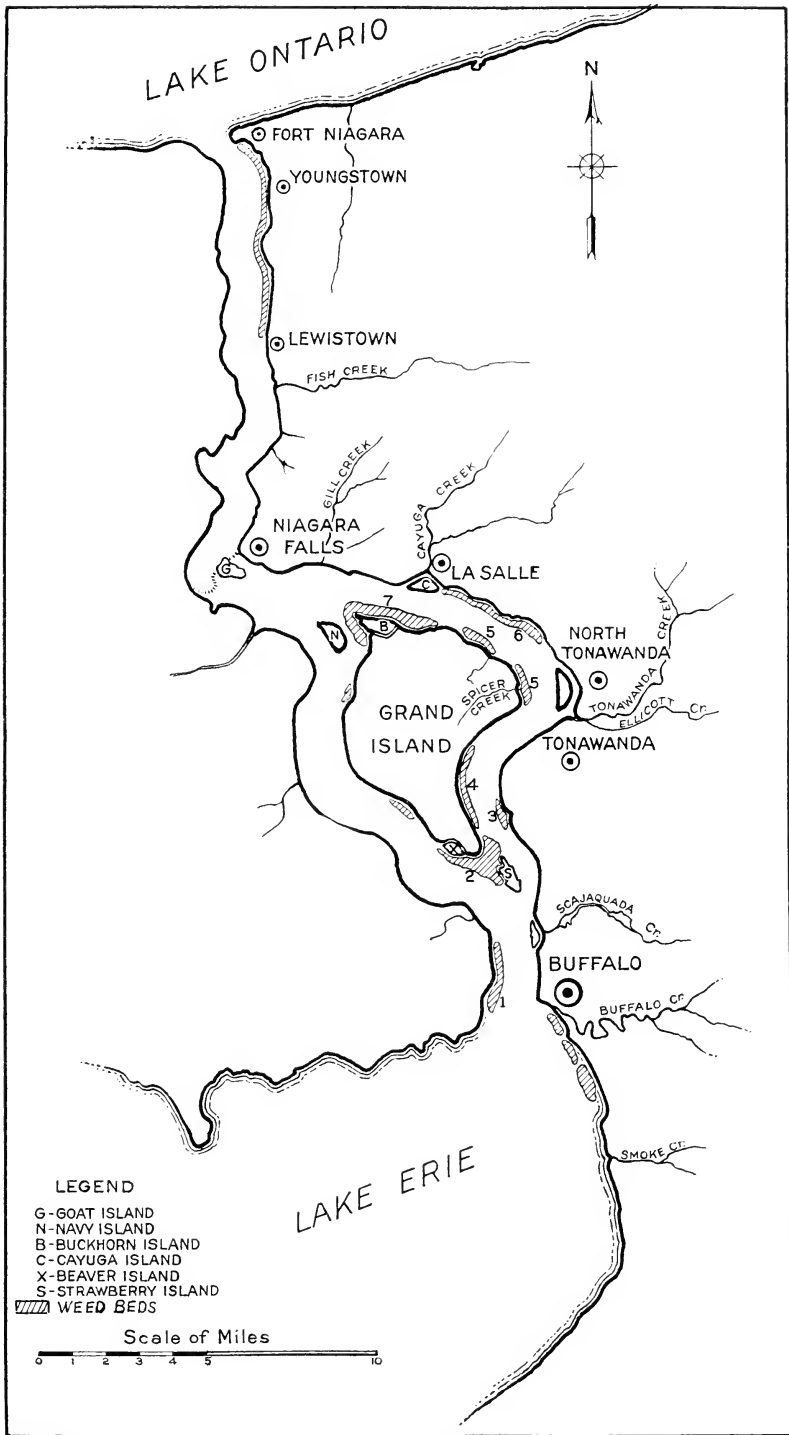 LAKE ONTARIO
N
FORT NIAGARA
YOUNGSTOWN
LEWISTOWN
FISH CREEK
GILL CREEK
CAYUGA CREEK
NIAGARA
FALLS
G
LA SALLE
C
7
B
N
5
6
NORTH
TONAWANDA
TONAWANDA CREEK
ELLICOTT Cr.
SPICER
CREEK
5
GRAND
ISLAND
TONAWANDA
4
3
X
2
S
SCAJAQUADA Cr.
BUFFALO
BUFFALO Cr.
1
SMOKE Cr.
LAKE ERIE
LEGEND
G-GOAT ISLAND
N-NAVY ISLAND
B-BUCKHORN ISLAND
C-CAYUGA ISLAND
X-BEAVER ISLAND
S-STRAWBERRY ISLAND
WEED BEDS
Scale of Miles
0 1 2 3 4 5 10